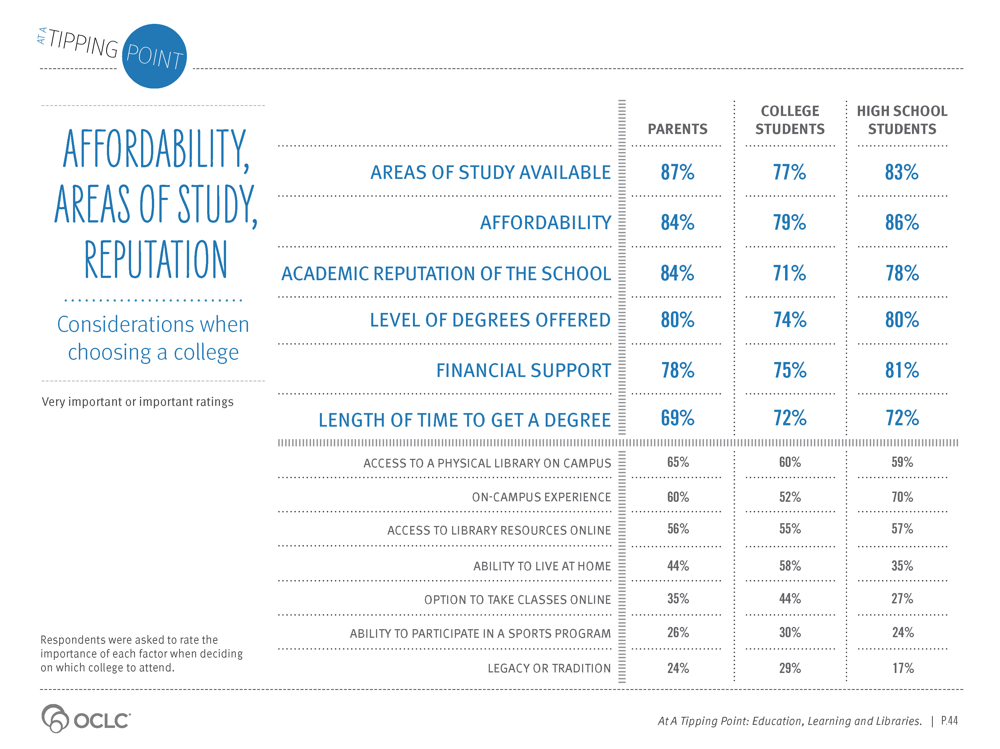 AT A TIPPING POINT
AFFORDABILITY,
AREAS OF STUDY,
REPUTATION
Considerations when
choosing a college
Very important or important ratings
Respondents were asked to rate the
importance of each factor when deciding
on which college to attend.
PARENTS COLLEGE STUDENTS HIGH SCHOOL STUDENTS
AREAS OF STUDY AVAILABLE 87% 77% 83%
AFFORDABILITY 84% 79% 86%
ACADEMIC REPUTATION OF THE SCHOOL 84% 71% 78%
LEVEL OF DEGREES OFFERED 80% 74% 80%
FINANCIAL SUPPORT 78% 75% 81%
LENGTH OF TIME TO GET A DEGREE 69% 72% 72%
ACCESS TO A PHYSICAL LIBRARY ON CAMPUS 65% 60% 59%
ON-CAMPUS EXPERIENCE 60% 52% 70%
ACCESS TO LIBRARY RESOURCES ONLINE 56% 55% 57%
ABILITY TO LIVE AT HOME 44% 58% 35%
OPTION TO TAKE CLASSES ONLINE 35% 44% 27%
ABILITY TO PARTICIPATE IN A SPORTS PROGRAM 26% 30% 24%
LEGACY OR TRADITION 24% 29% 17%
OCLC
At A Tipping Point: Education, Learning and Libraries. | P.44